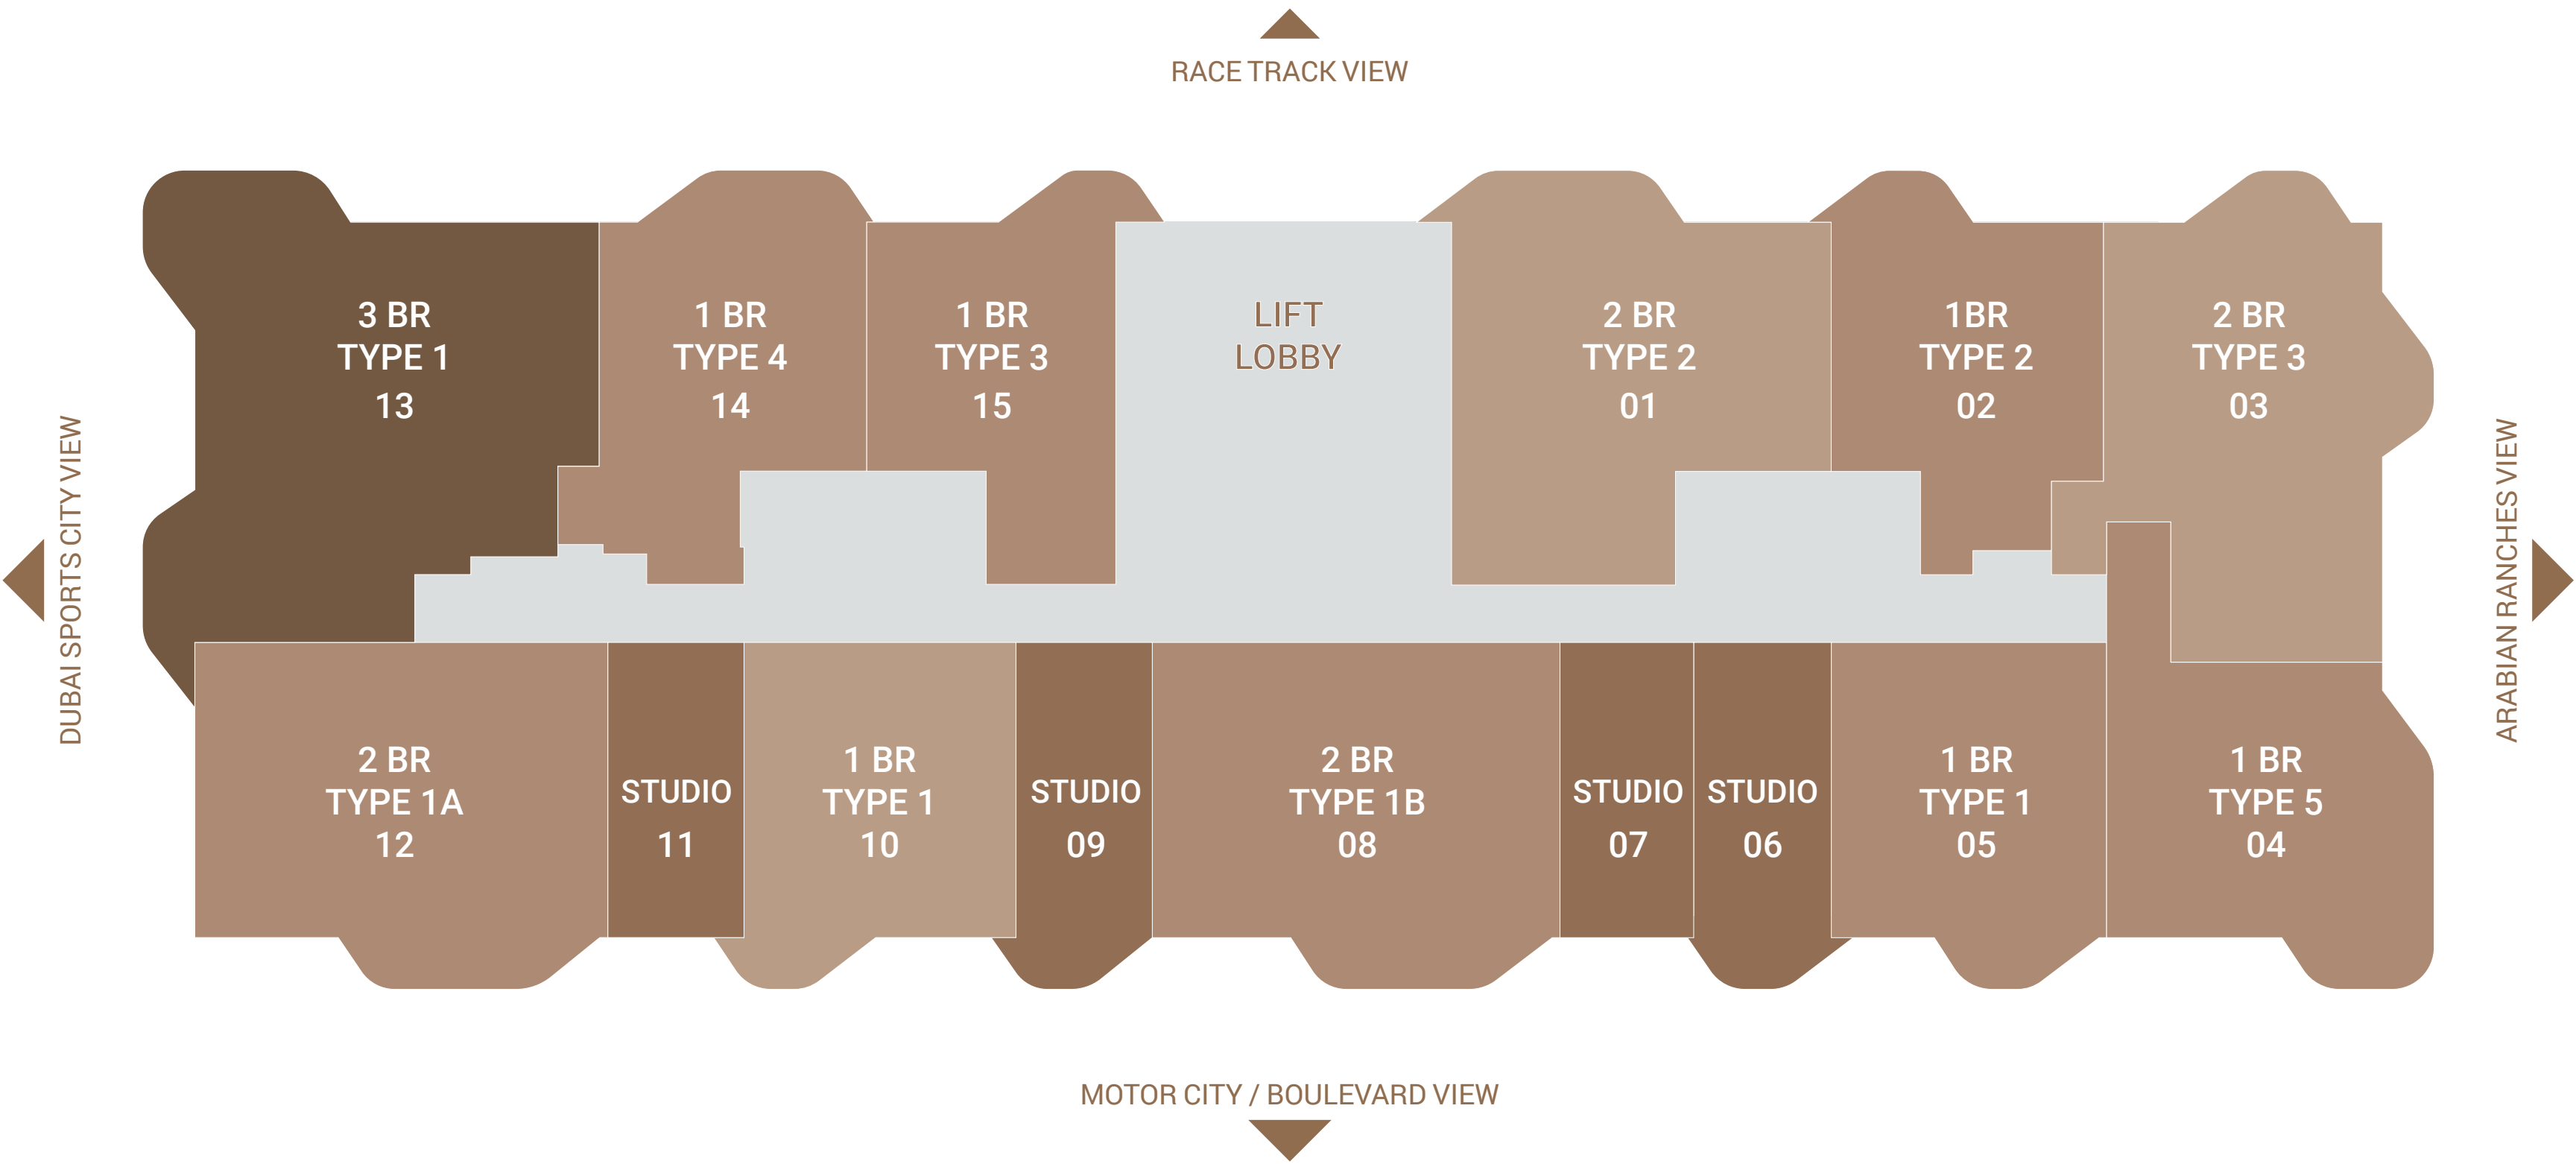 RACE TRACK VIEW
3 BR
TYPE 1
13
1 BR
TYPE 4
14
1 BR
TYPE 3
15
LIFT
LOBBY
2 BR
TYPE 2
01
1BR
TYPE 2
02
2 BR
TYPE 3
03
DUBAI SPORTS CITY VIEW
ARABIAN RANCHES VIEW
2 BR
TYPE 1A
12
STUDIO
11
1 BR
TYPE 1
10
STUDIO
09
2 BR
TYPE 1B
08
STUDIO
07
STUDIO
06
1 BR
TYPE 1
05
1 BR
TYPE 5
04
MOTOR CITY / BOULEVARD VIEW